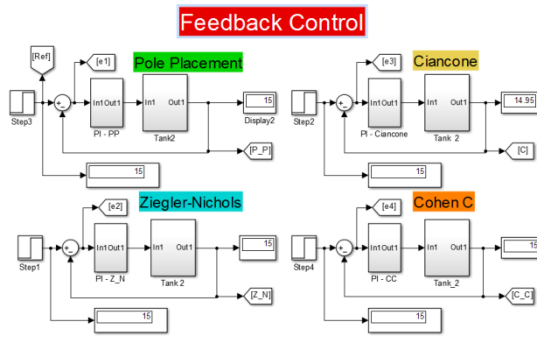 Feedback Control
[Ref]
[e1]
Pole Placement
Step3
In1 Out1
PI - PP
In1 Out1
Tank2
15
Display2
[P_P]
15
[e3]
Ciancone
Step2
In1 Out1
PI - Ciancone
In1 Out1
Tank 2
14.95
[C]
15
[e2]
Ziegler-Nichols
Step1
In1 Out1
PI - Z_N
In1 Out1
Tank 2
15
[Z_N]
15
[e4]
Cohen C
Step4
In1 Out1
PI - CC
In1 Out1
Tank_2
15
[C_C]
15